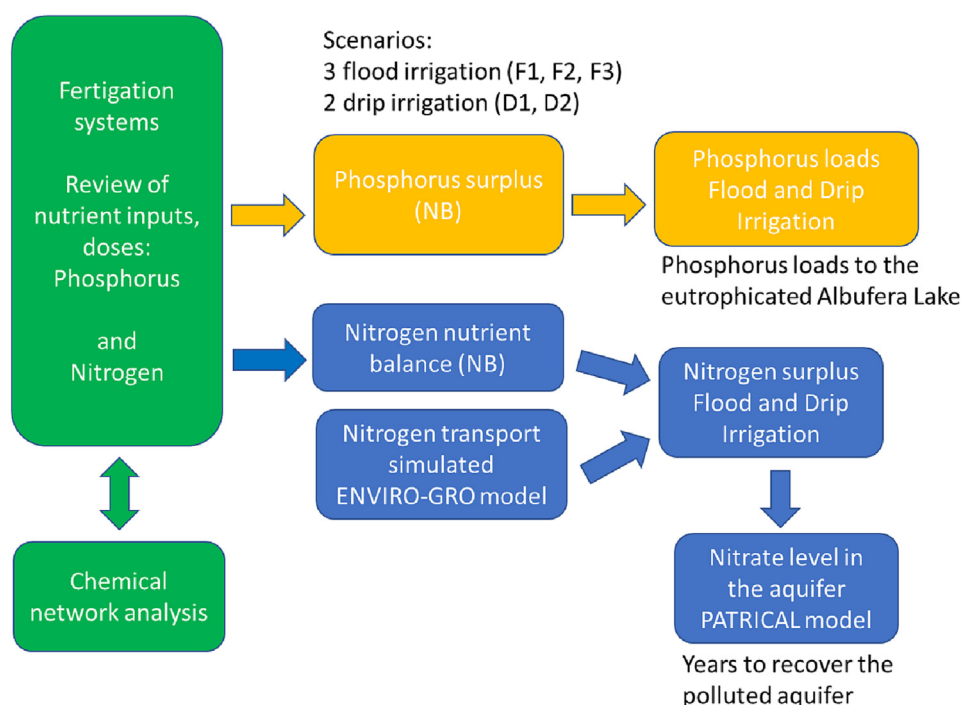 Fertigation
systems
Review of
nutrient inputs,
doses:
Phosphorus
and
Nitrogen
Chemical
network analysis
Scenarios:
3 flood irrigation (F1, F2, F3)
2 drip irrigation (D1, D2)
Phosphorus surplus
(NB)
Phosphorus loads
Flood and Drip
Irrigation
Phosphorus loads to the
eutrophicated Albufera Lake
Nitrogen nutrient
balance (NB)
Nitrogen transport
simulated
ENVIRO-GRO model
Nitrogen surplus
Flood and Drip
Irrigation
Nitrate level in
the aquifer
PATRICAL model
Years to recover the
polluted aquifer